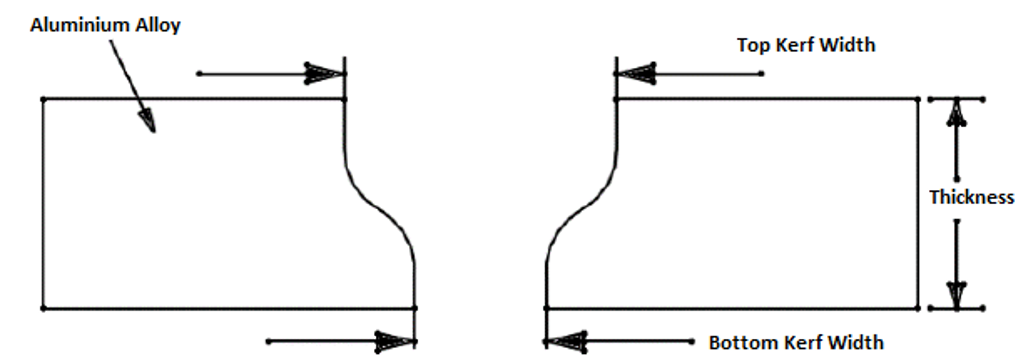 Aluminium Alloy
Top Kerf Width
Thickness
Bottom Kerf Width